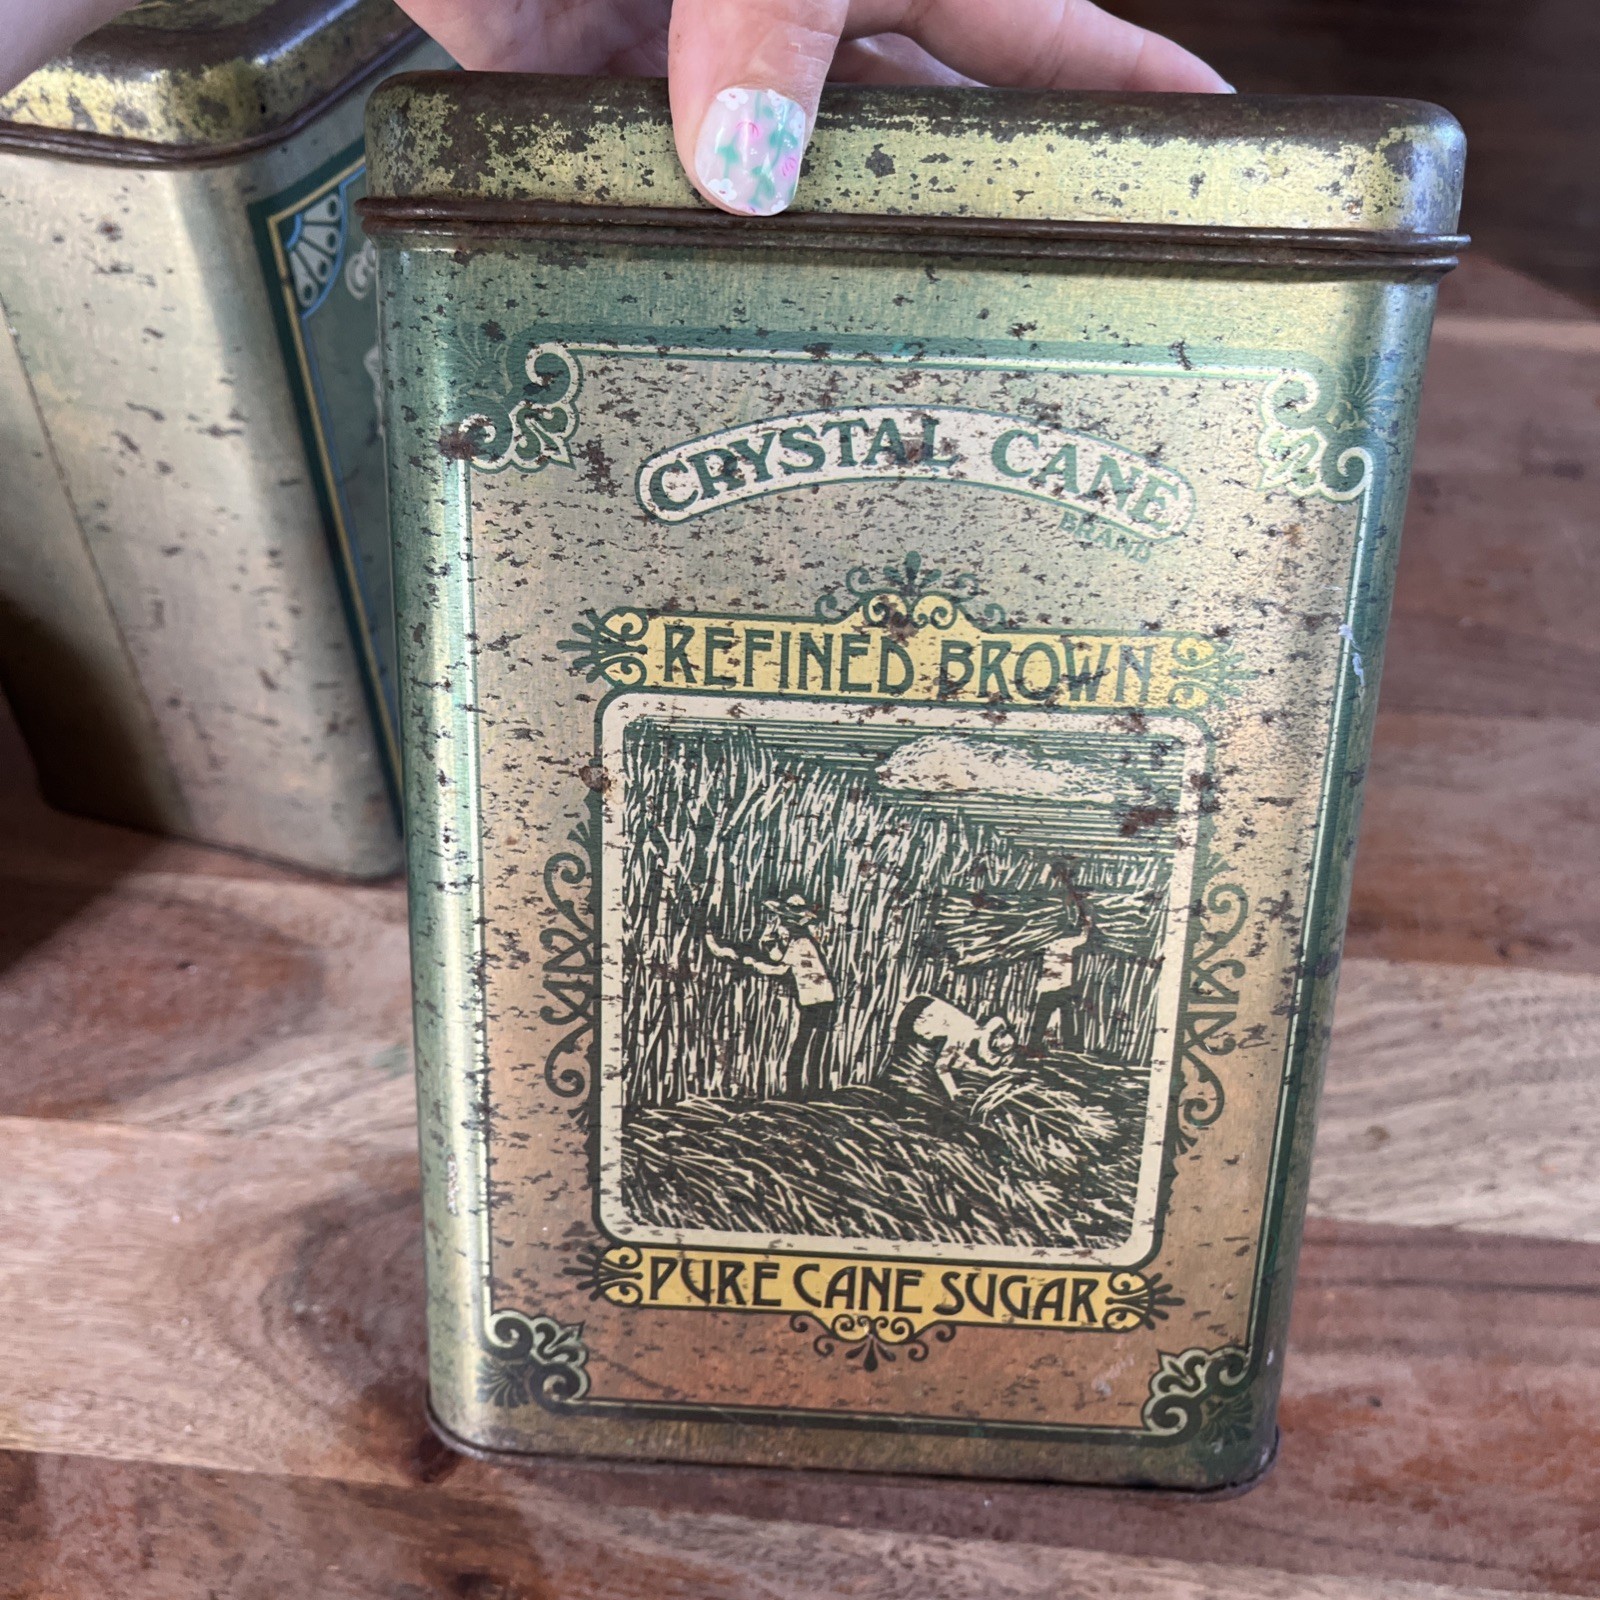 CRYSTAL CANE
BRAND
REFINED BROWN
PURE CANE SUGAR